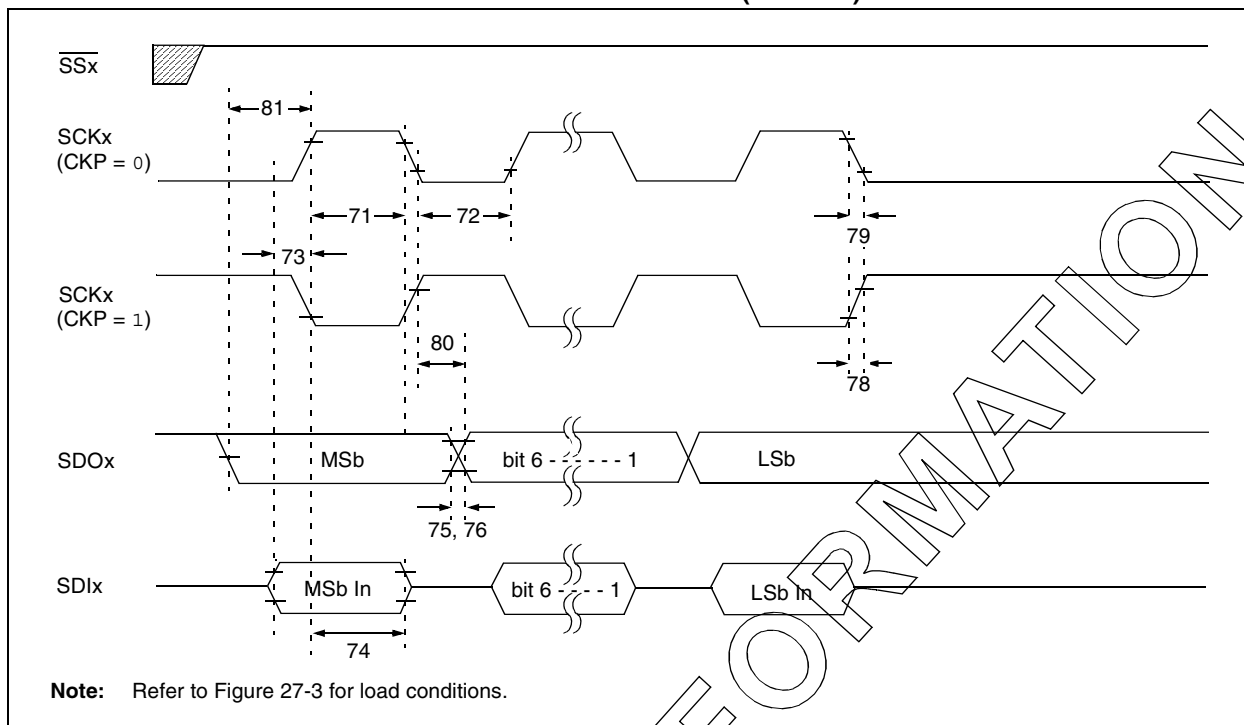 SSx
81
SCKx
(CKP = 0)
71
72
79
73
SCKx
(CKP = 1)
80
78
SDOx
MSb
bit 6 - - - - - - 1
LSb
75, 76
SDIx
MSb In
bit 6 - - - - 1
LSb In
74
Note: Refer to Figure 27-3 for load conditions.
FORMATION